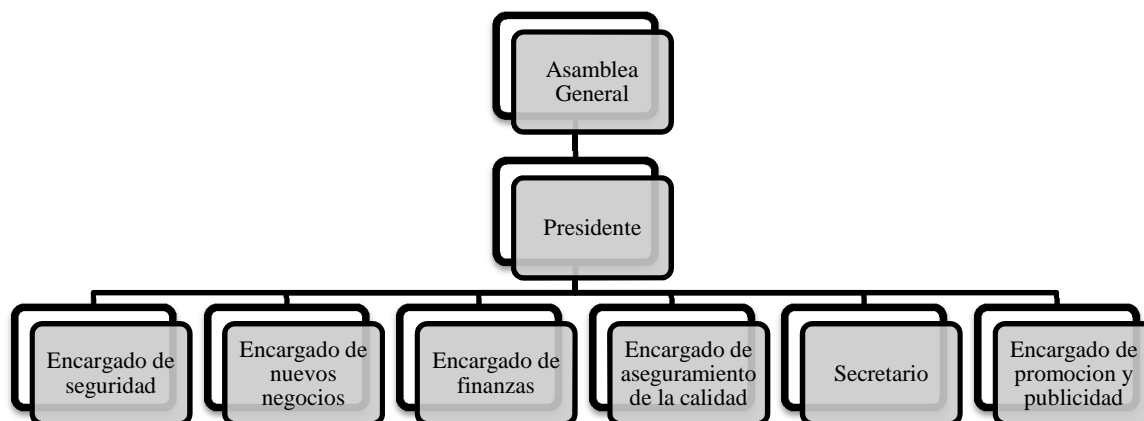 Asamblea
General
Presidente
Encargado de
seguridad
Encargado de
nuevos
negocios
Encargado de
finanzas
Encargado de
aseguramiento
de la calidad
Secretario
Encargado de
promocion y
publicidad